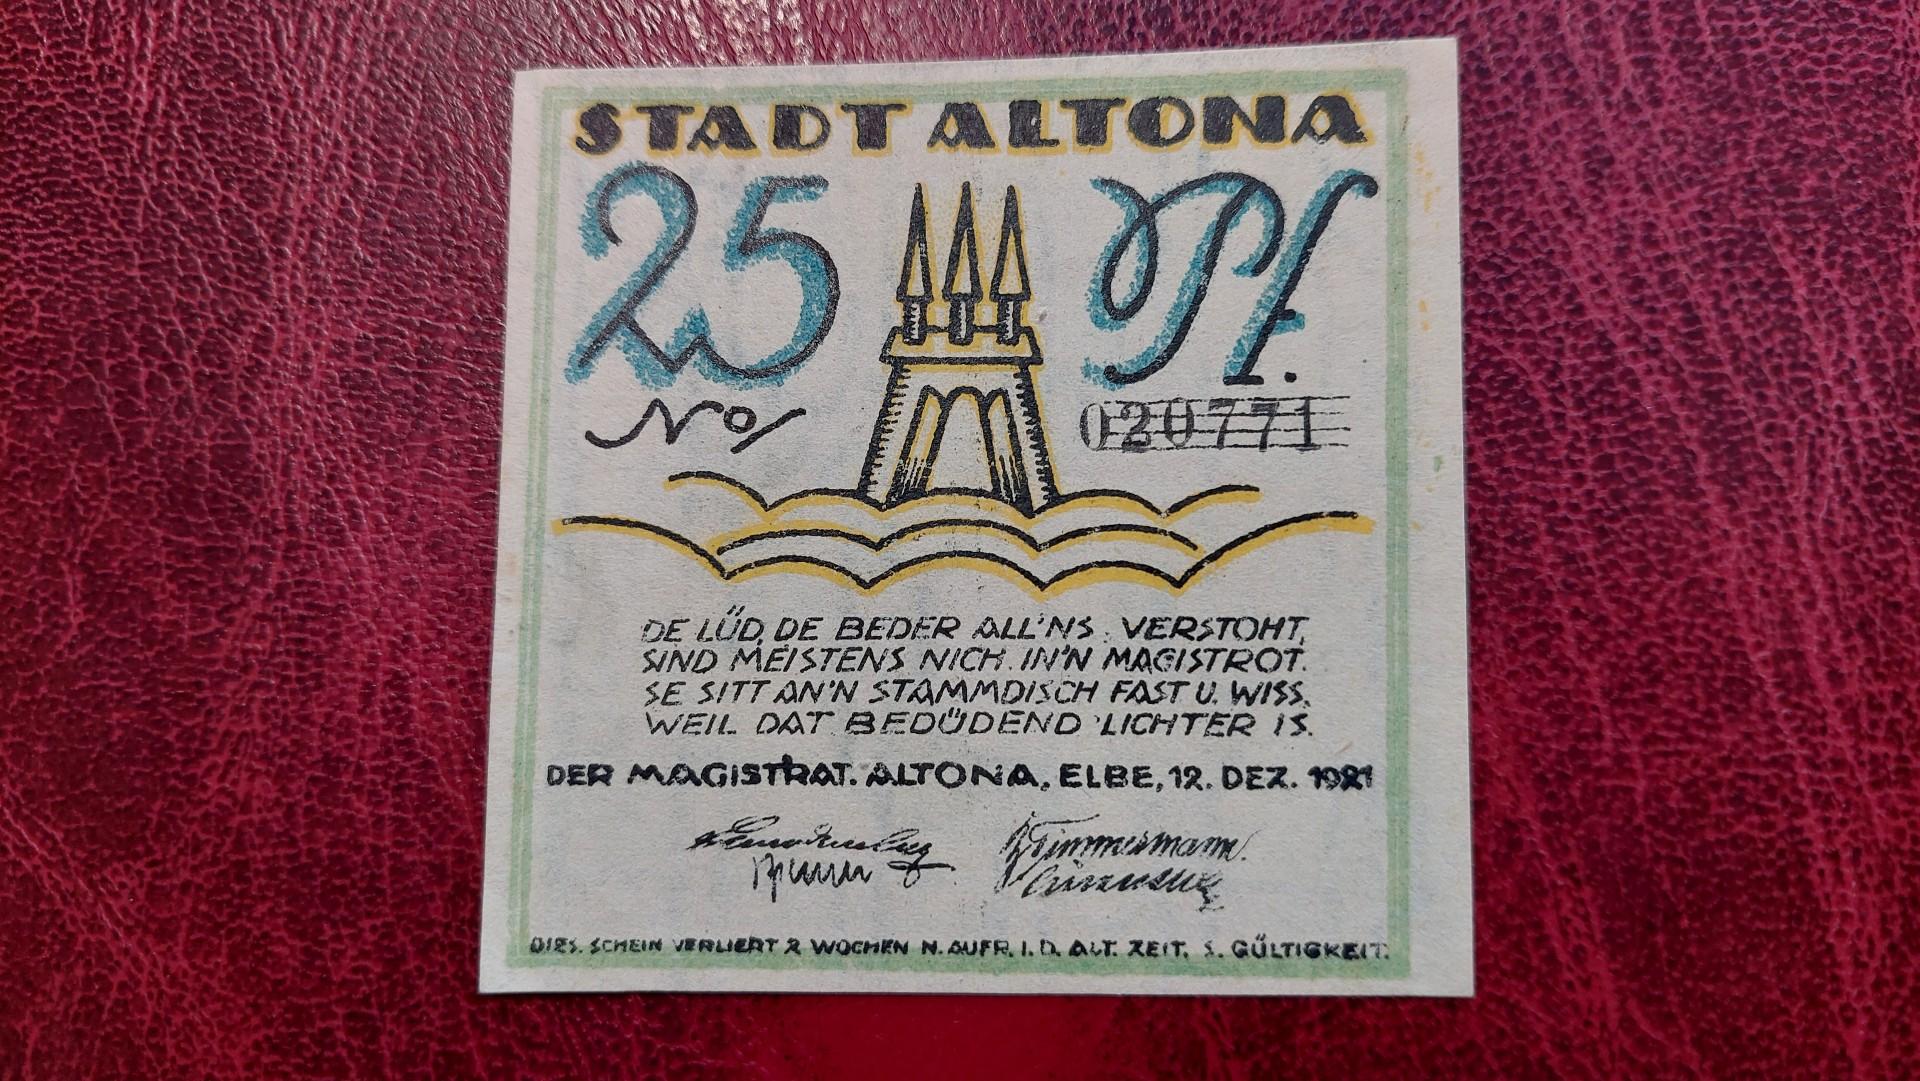 STADT ALTONA
25 Pf.
No/ 020771
DE LÜD, DE BEDER ALL'NS VERSTOHT,
SIND MEISTENS NICH IN'N MAGISTROT.
SE SITT AN'N STAMMDISCH FAST U. WISS,
WEIL DAT BEDÜDEND LICHTER IS.
DER MAGISTRAT. ALTONA, ELBE, 12. DEZ. 1921
Timmermann.
DIES. SCHEIN VERLIERT 2 WOCHEN N. AUFR. I. D. ALT. ZEIT. S. GÜLTIGKEIT.